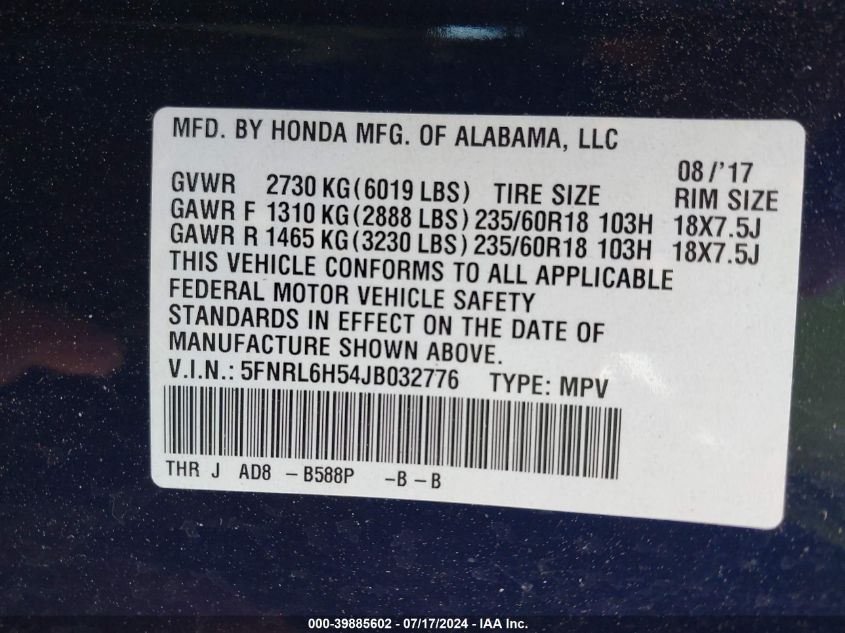 MFD. BY HONDA MFG. OF ALABAMA, LLC
08/'17
GVWR 2730 KG(6019 LBS) TIRE SIZE RIM SIZE
GAWR F 1310 KG(2888 LBS) 235/60R18 103H 18X7.5J
GAWR R 1465 KG(3230 LBS) 235/60R18 103H 18X7.5J
THIS VEHICLE CONFORMS TO ALL APPLICABLE
FEDERAL MOTOR VEHICLE SAFETY
STANDARDS IN EFFECT ON THE DATE OF
MANUFACTURE SHOWN ABOVE.
V.I.N.: 5FNRL6H54JB032776 TYPE: MPV
THR J AD8 – B588P -B – B
000-39885602 - 07/17/2024 - IAA Inc.